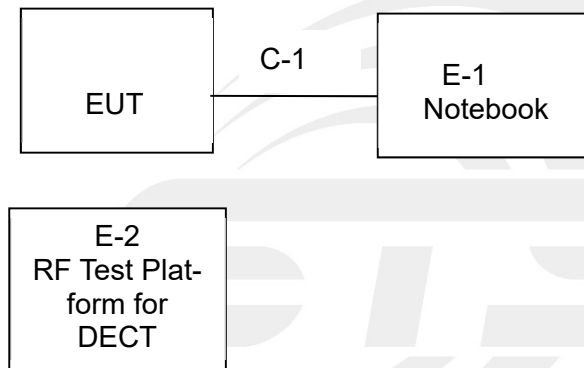 C-1
EUT
E-1
Notebook
E-2
RF Test Plat-
form for
DECT